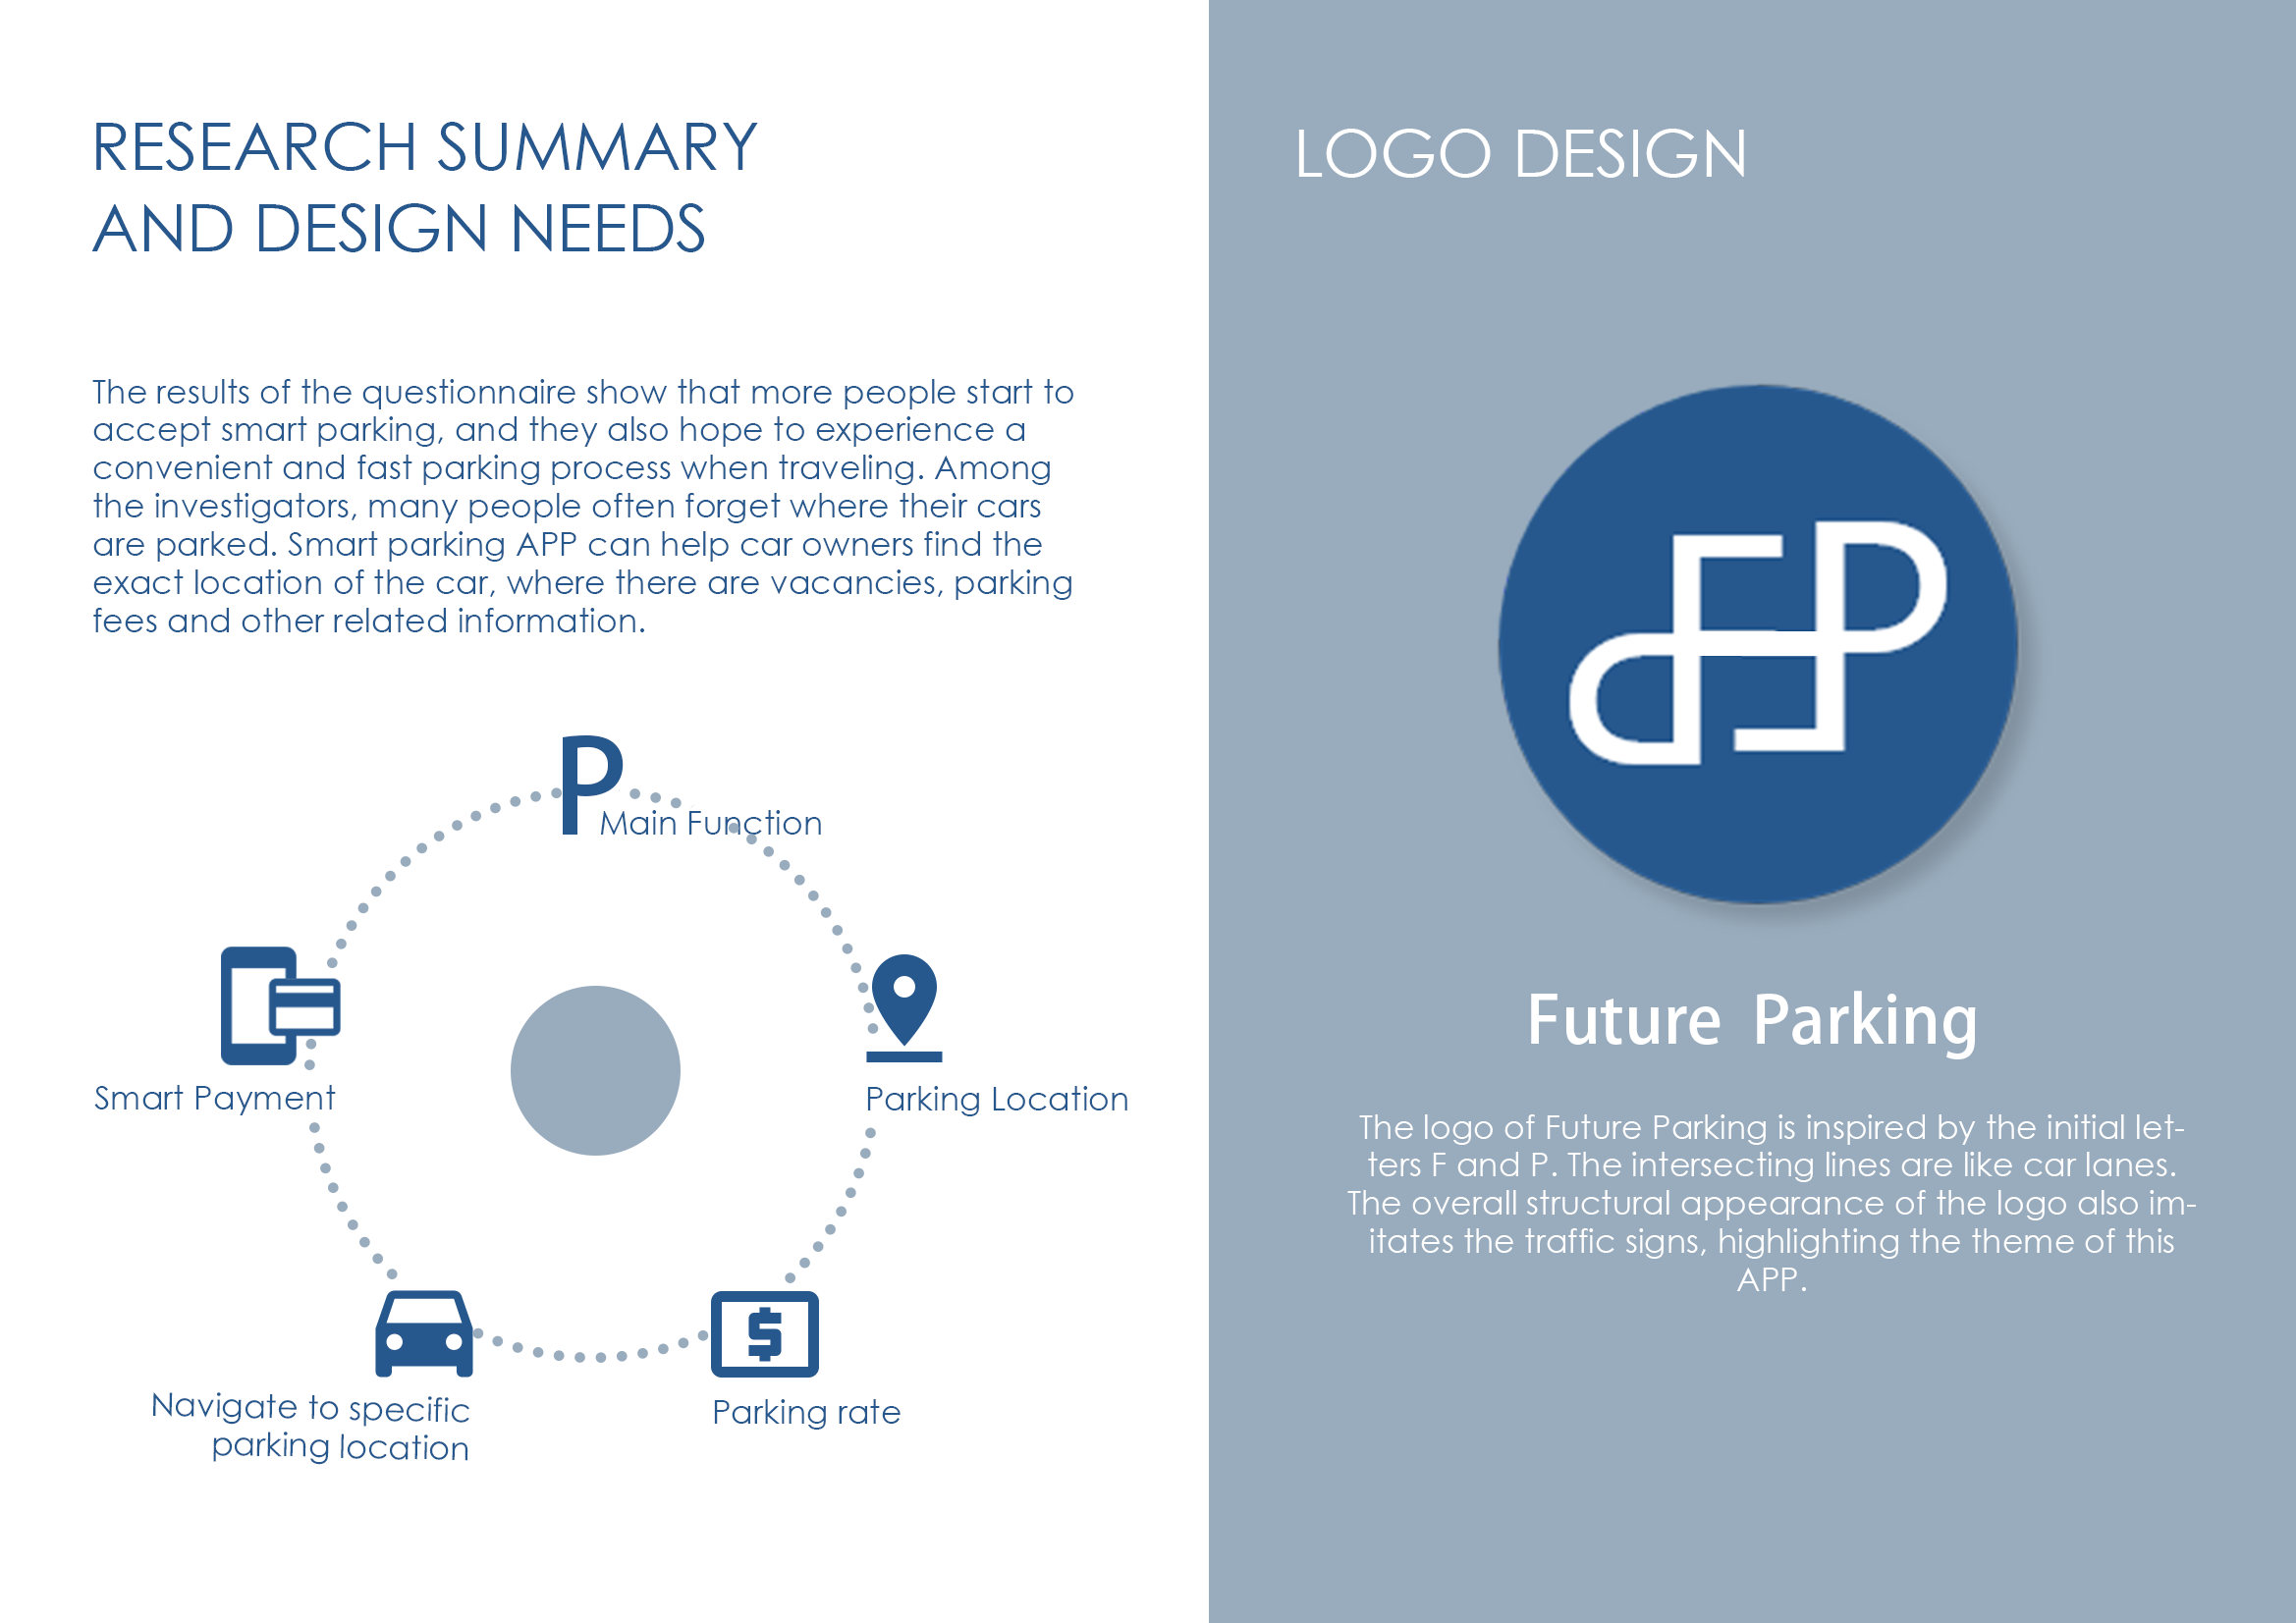 RESEARCH SUMMARY
AND DESIGN NEEDS
The results of the questionnaire show that more people start to
accept smart parking, and they also hope to experience a
convenient and fast parking process when traveling. Among
the investigators, many people often forget where their cars
are parked. Smart parking APP can help car owners find the
exact location of the car, where there are vacancies, parking
fees and other related information.
P
Main Function
Smart Payment
Parking Location
$
Navigate to specific
parking location
Parking rate
LOGO DESIGN
FP
Future Parking
The logo of Future Parking is inspired by the initial let-
ters F and P. The intersecting lines are like car lanes.
The overall structural appearance of the logo also im-
itates the traffic signs, highlighting the theme of this
APP.